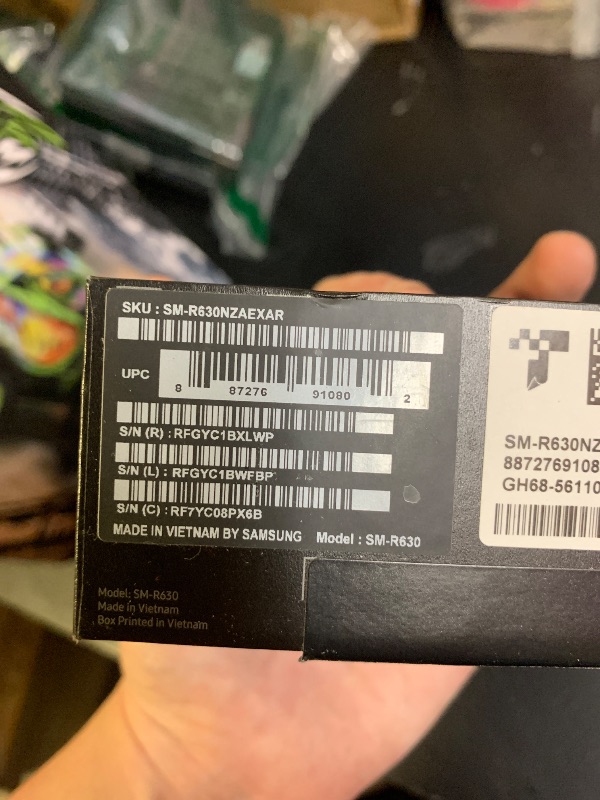 SKU : SM-R630NZAEXAR
UPC
8 87276 91080 2
S/N (R) : RFGYC1BXLWP
S/N (L) : RFGYC1BWFBP
S/N (C) : RF7YC08PX6B
MADE IN VIETNAM BY SAMSUNG Model : SM-R630
Model: SM-R630
Made in Vietnam
Box Printed in Vietnam
SM-R630NZ
8872769108
GH68-56110